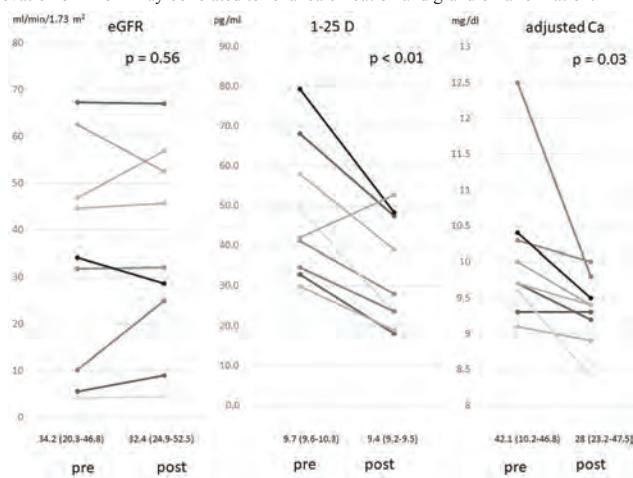 ml/min/1.73 m² eGFR pg/ml 1-25 D mg/dl adjusted Ca
p = 0.56 p < 0.01 p = 0.03
80 90.0 13
70 80.0 12.5
60 70.0 12
50 60.0 11.5
40 50.0 11
30 40.0 10.5
20 30.0 10
10 20.0 9.5
0 10.0 9
0.0 8.5
8
34.2 (20.3-46.8) 32.4 (24.9-52.5) 9.7 (9.6-10.3) 9.4 (9.2-9.5) 42.1 (10.2-46.8) 28 (23.2-47.5)
pre post pre post pre post